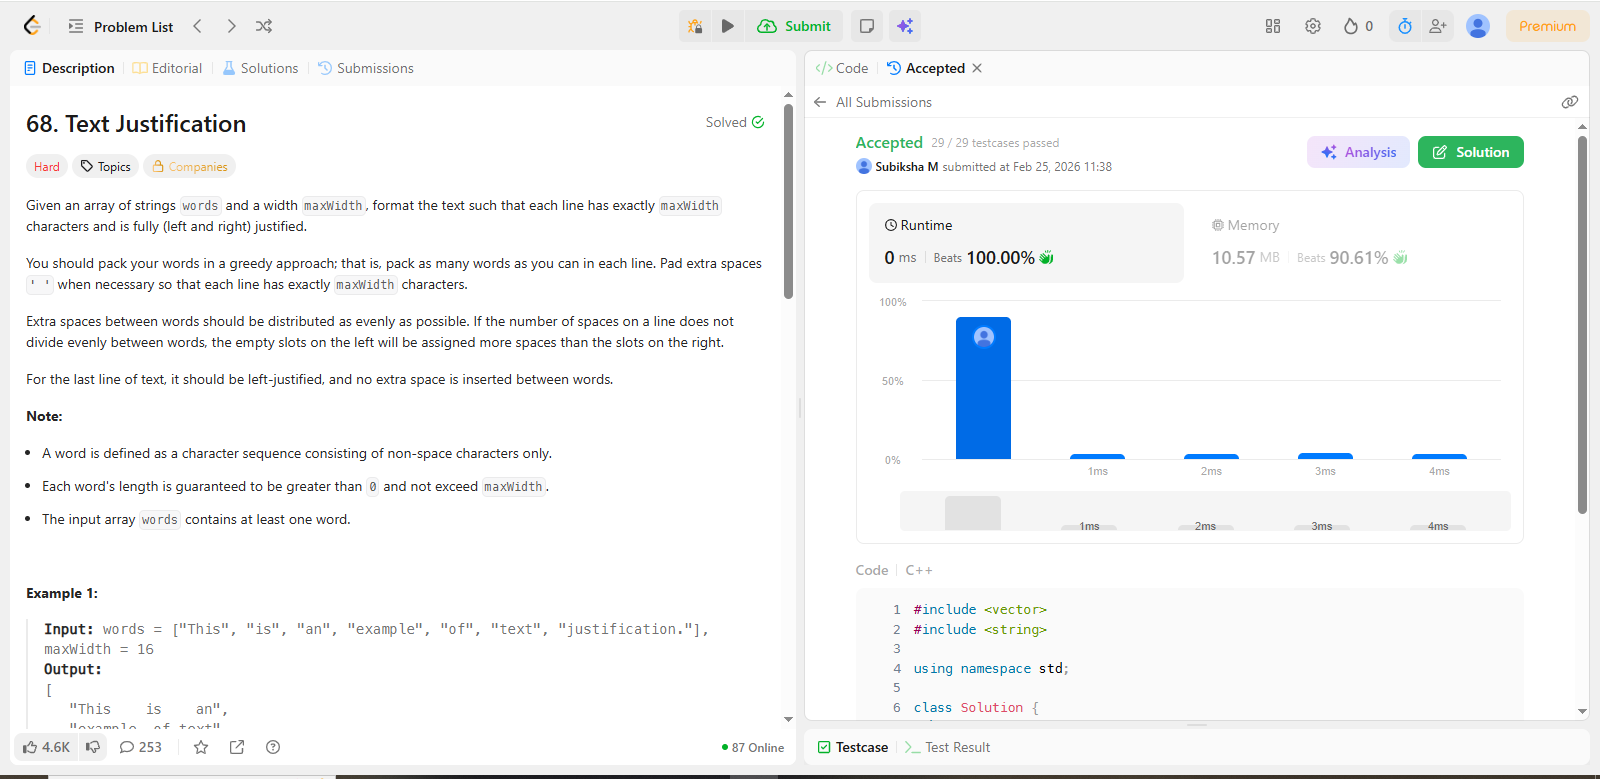 Problem List
Submit
0
Premium
Description
Editorial
Solutions
Submissions
68. Text Justification
Solved
Hard
Topics
Companies
Given an array of strings words and a width maxWidth, format the text such that each line has exactly maxWidth
characters and is fully (left and right) justified.
You should pack your words in a greedy approach; that is, pack as many words as you can in each line. Pad extra spaces
' ' when necessary so that each line has exactly maxWidth characters.
Extra spaces between words should be distributed as evenly as possible. If the number of spaces on a line does not
divide evenly between words, the empty slots on the left will be assigned more spaces than the slots on the right.
For the last line of text, it should be left-justified, and no extra space is inserted between words.
Note:
• A word is defined as a character sequence consisting of non-space characters only.
• Each word's length is guaranteed to be greater than 0 and not exceed maxWidth.
• The input array words contains at least one word.
Example 1:
Input: words = ["This", "is", "an", "example", "of", "text", "justification."],
maxWidth = 16
Output:
[
"This    is    an",
"example  of text",
4.6K
253
87 Online
Code
Accepted
All Submissions
Accepted 29 / 29 testcases passed
Subiksha M submitted at Feb 25, 2026 11:38
Analysis
Solution
Runtime
0 ms | Beats 100.00%
Memory
10.57 MB | Beats 90.61%
100%
50%
0%
1ms 2ms 3ms 4ms
1ms 2ms 3ms 4ms
Code | C++
1 #include <vector>
2 #include <string>
3
4 using namespace std;
5
6 class Solution {
Testcase
Test Result